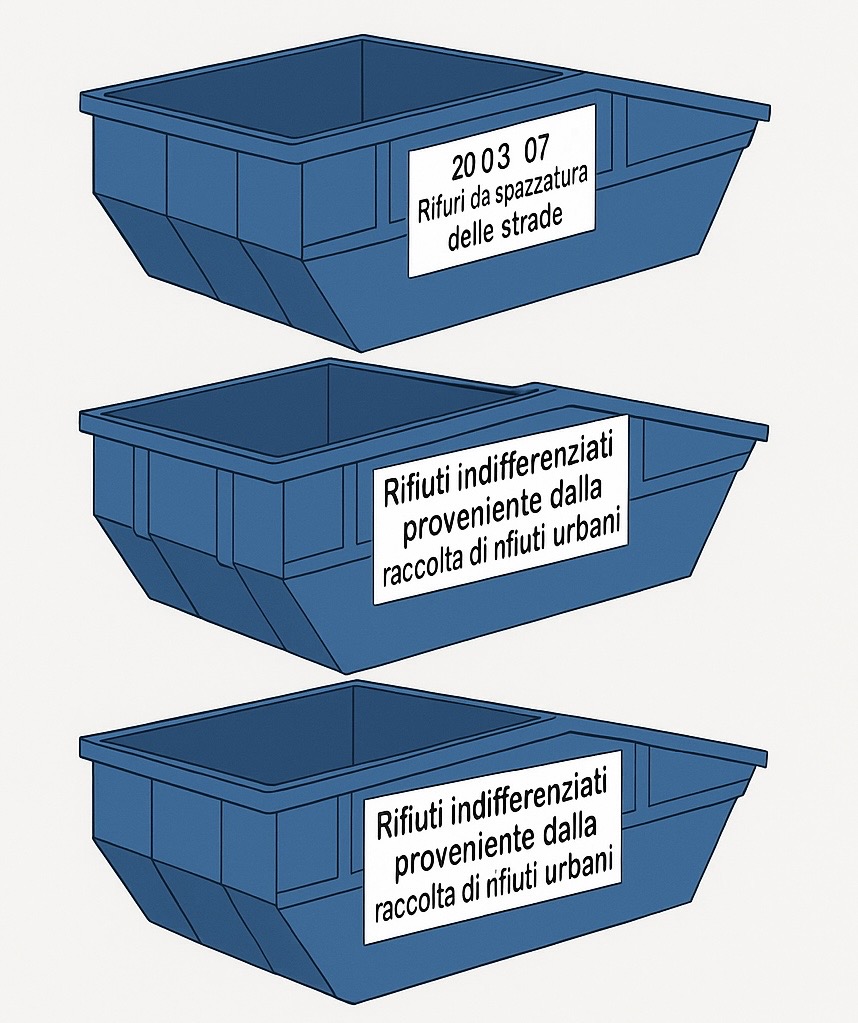 20 03 07
Rifuri da spazzatura
delle strade
Rifiuti indifferenziati
proveniente dalla
raccolta di nfiuti urbani
Rifiuti indifferenziati
proveniente dalla
raccolta di nfiuti urbani